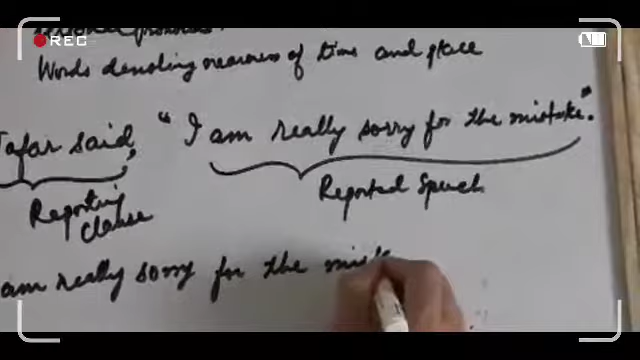 REC
Words denoting nearness of time and place
Jafar said, "I am really sorry for the mistake."
Reporting clause
Reported Speech
am really sorry for the